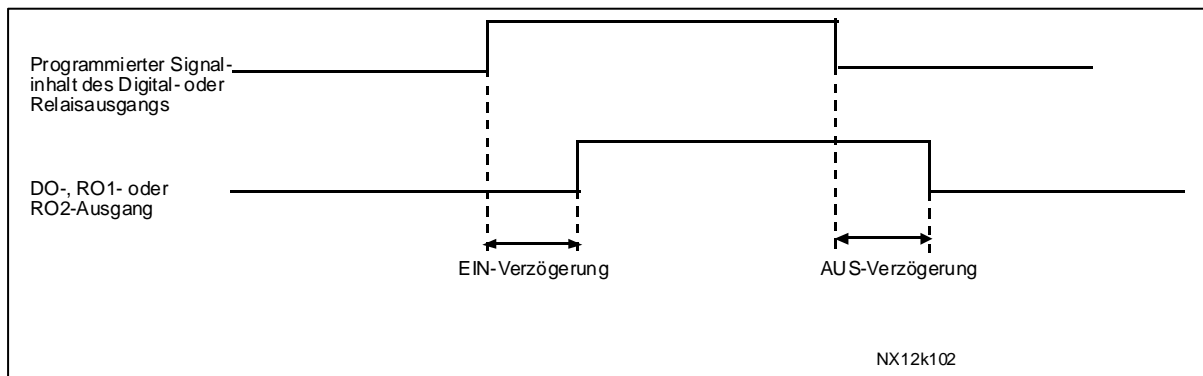 Programmierter Signal-
inhalt des Digital- oder
Relaisausgangs
DO-, RO1- oder
RO2-Ausgang
EIN-Verzögerung
AUS-Verzögerung
NX12k102